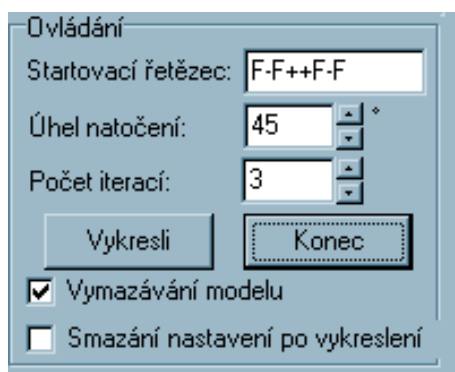 Ovládání
Startovací řetězec: F-F++F-F
Úhel natočení: 45 °
Počet iterací: 3
Vykresli Konec
Vymazávání modelu
Smazání nastavení po vykreslení